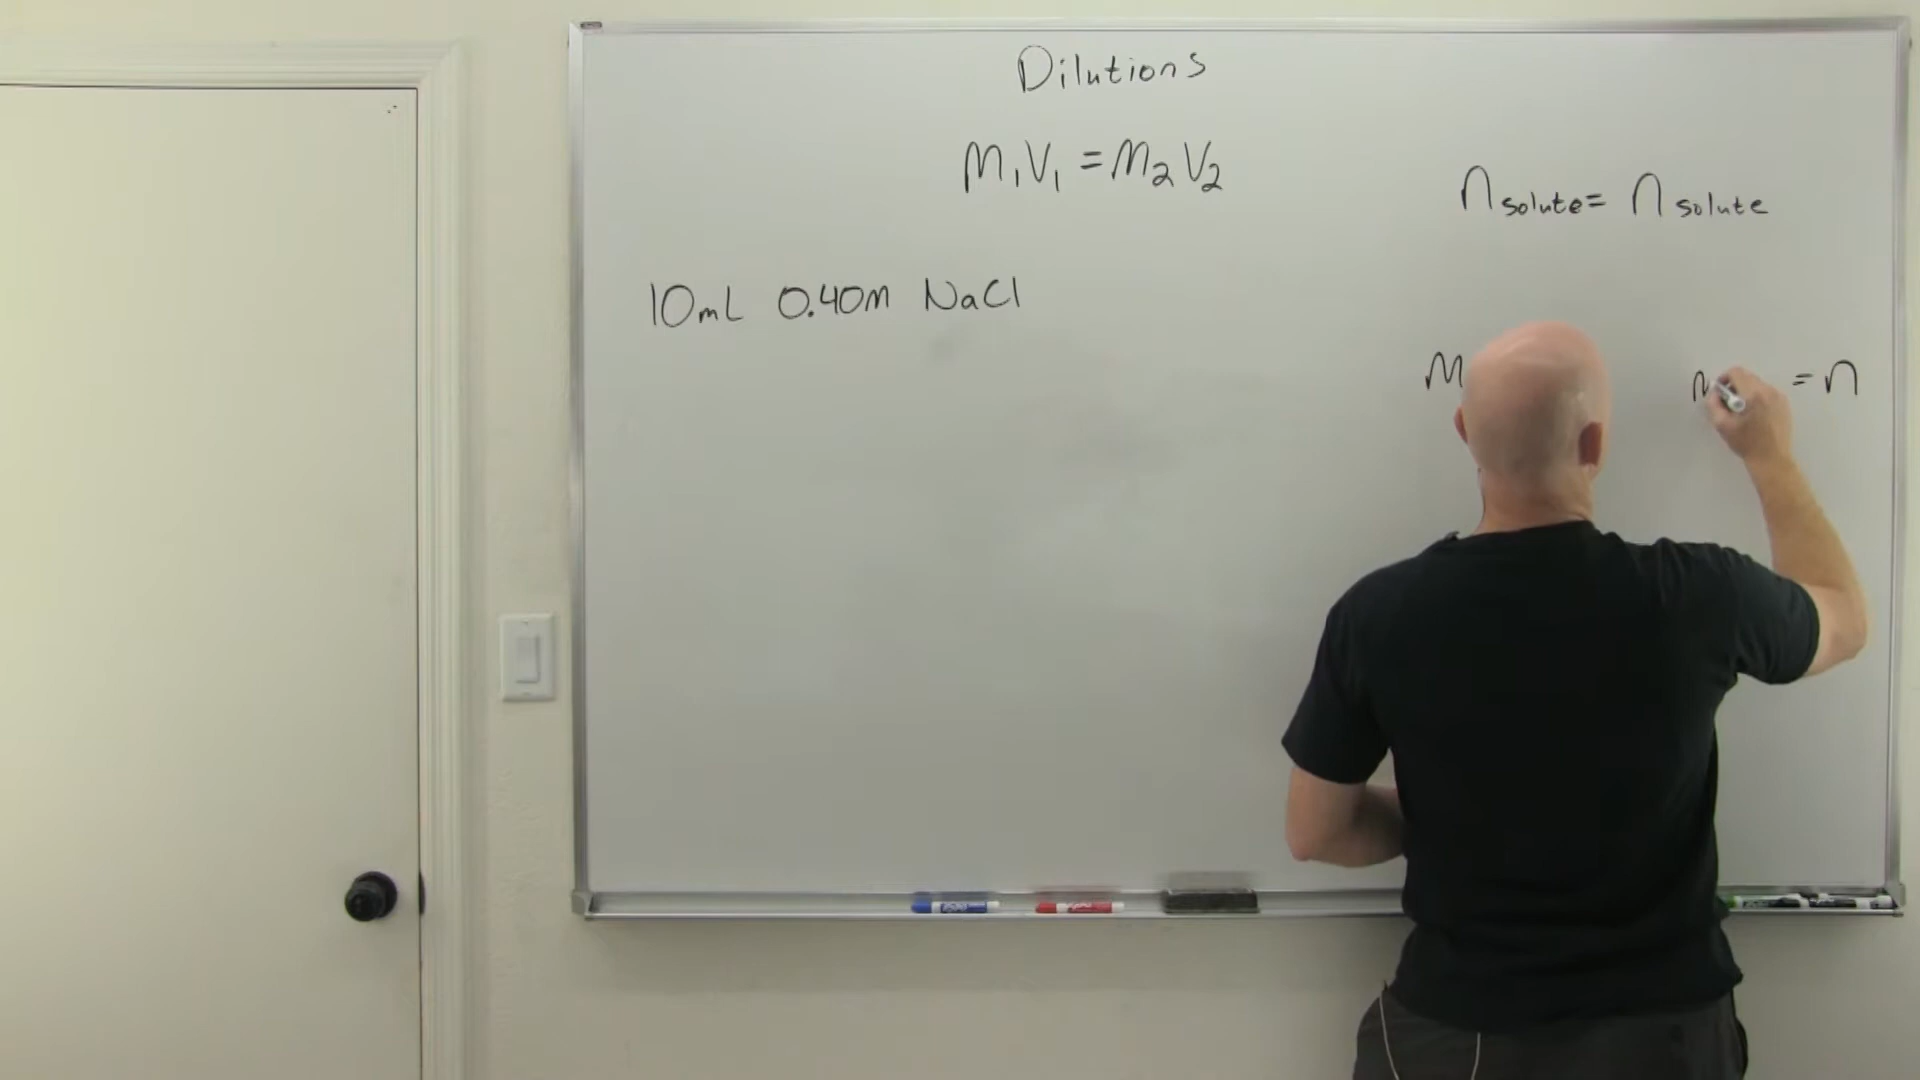 Dilutions
M₁V₁ = M₂V₂
n solute = n solute
10mL 0.40M NaCl
M
= n